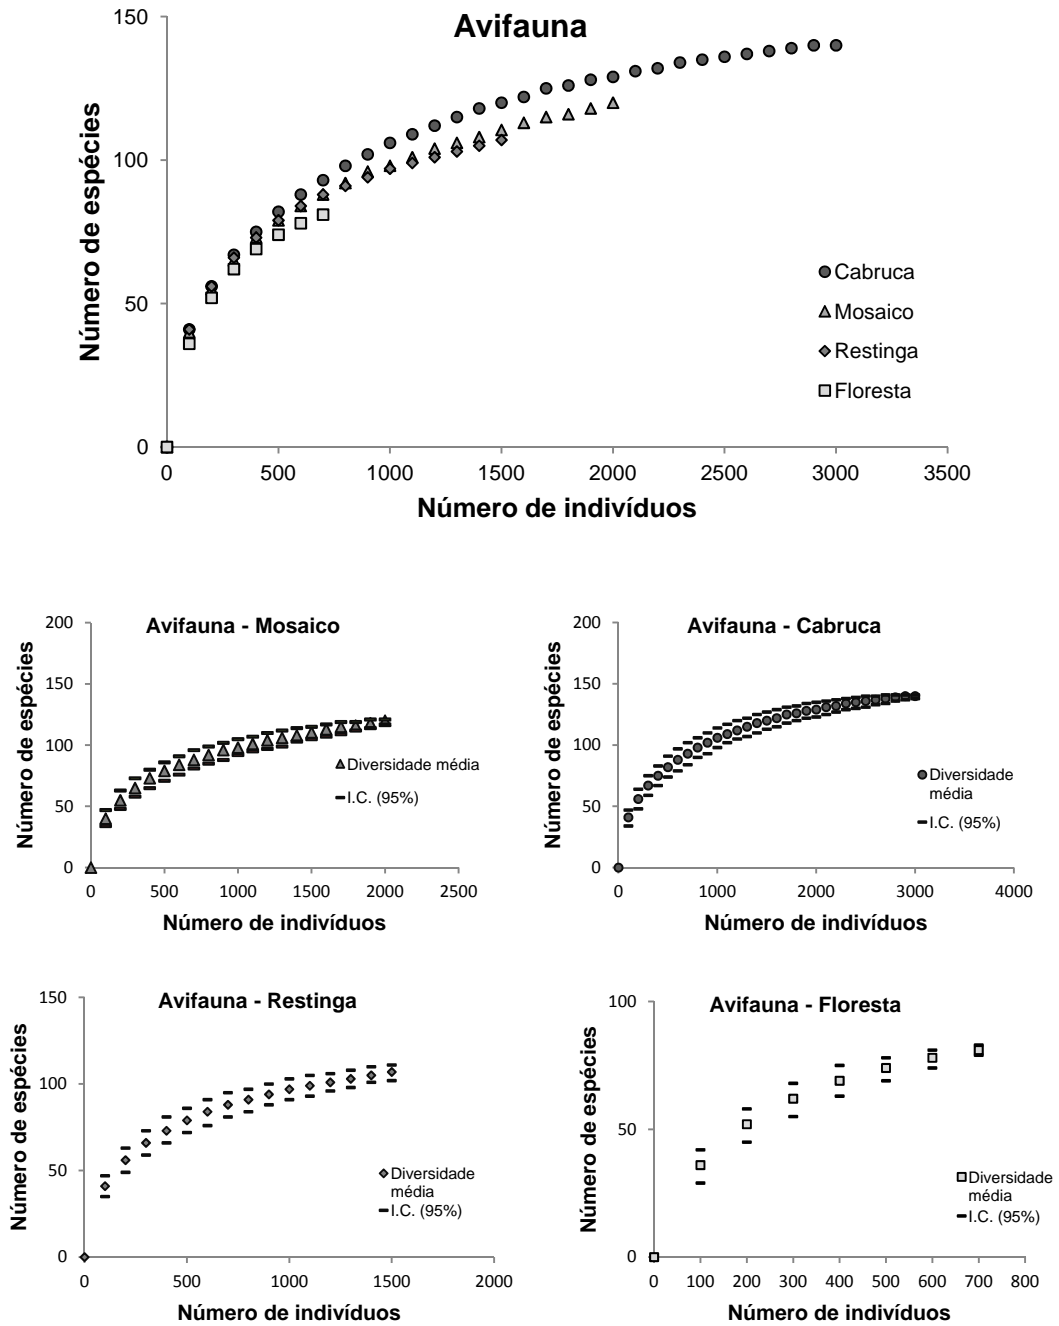 Avifauna
Número de espécies
150
100
50
0
Cabruca
Mosaico
Restinga
Floresta
0 500 1000 1500 2000 2500 3000 3500
Número de indivíduos
Avifauna - Mosaico
Número de espécies
200
150
100
50
0
Diversidade média
I.C. (95%)
0 500 1000 1500 2000 2500
Número de indivíduos
Avifauna - Cabruca
Número de espécies
200
150
100
50
0
Diversidade
média
I.C. (95%)
0 1000 2000 3000 4000
Número de indivíduos
Avifauna - Restinga
Número de espécies
150
100
50
0
Diversidade
média
I.C. (95%)
0 500 1000 1500 2000
Número de indivíduos
Avifauna - Floresta
Número de espécies
100
50
0
Diversidade
média
I.C. (95%)
0 100 200 300 400 500 600 700 800
Número de indivíduos